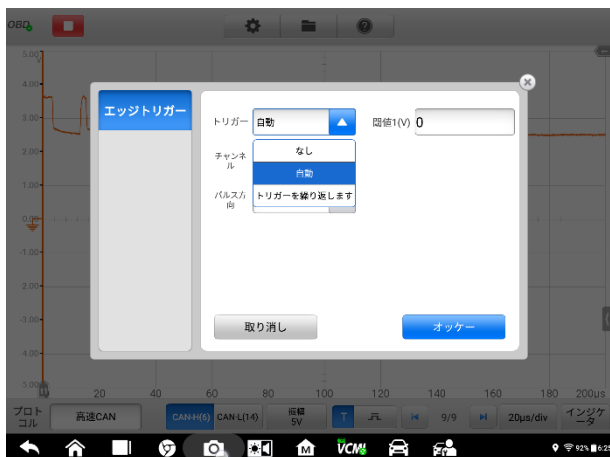 OBD
5.00
4.00
エッジトリガー
トリガー 自動 閾値1(V) 0
3.00
なし
チャンネ
ル
自動
2.00
パルス方
向
トリガーを繰り返します
1.00
0.00
-1.00
-2.00
-3.00
取り消し オッケー
-4.00
20 40 60 80 100 120 140 160 180 200us
プロト
コル
高速CAN CAN-H(6) CAN-L(14) 振幅
5V
T 9/9 20μs/div インジケ
ータ
M VCMI 92% 6:25